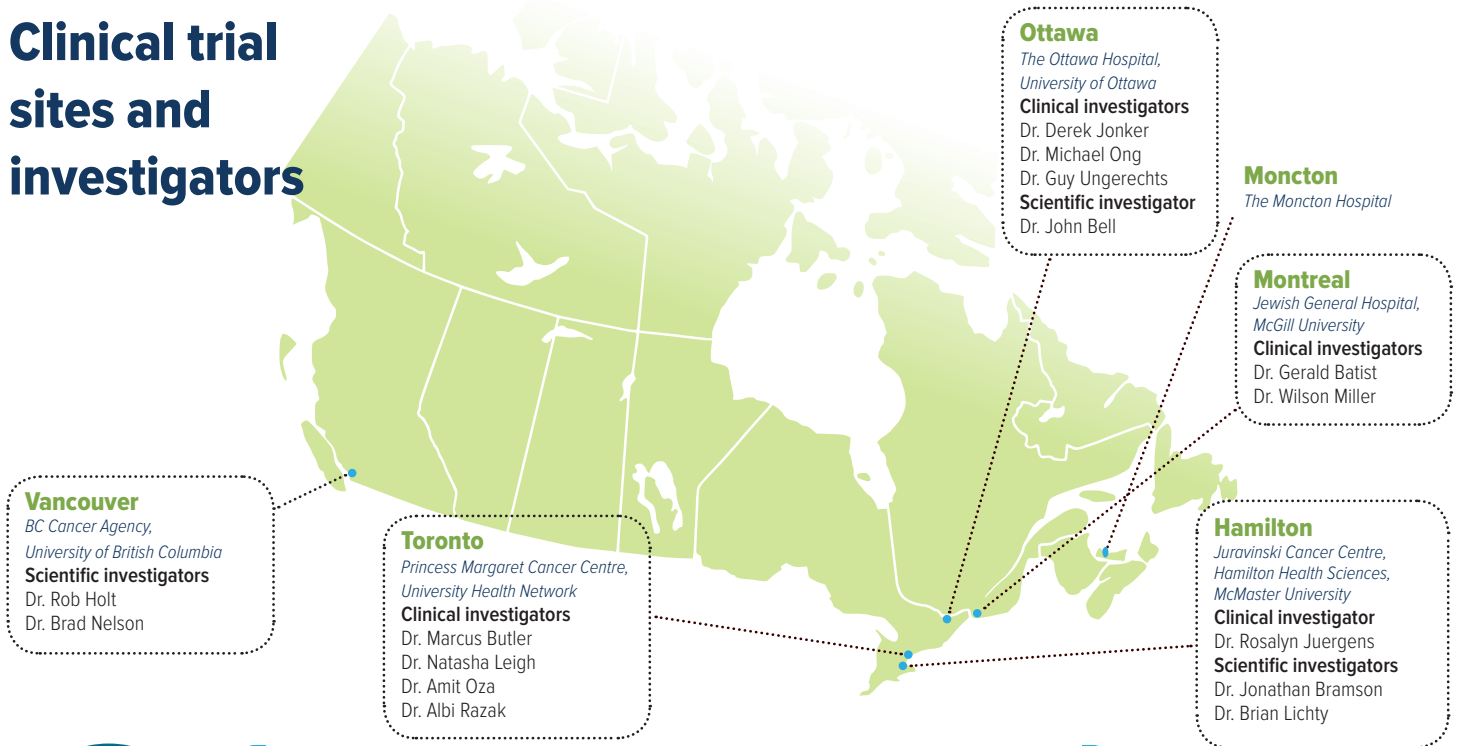 Clinical trial
sites and
investigators
Ottawa
The Ottawa Hospital,
University of Ottawa
Clinical investigators
Dr. Derek Jonker
Dr. Michael Ong
Dr. Guy Ungerechts
Scientific investigator
Dr. John Bell
Moncton
The Moncton Hospital
Montreal
Jewish General Hospital,
McGill University
Clinical investigators
Dr. Gerald Batist
Dr. Wilson Miller
Vancouver
BC Cancer Agency,
University of British Columbia
Scientific investigators
Dr. Rob Holt
Dr. Brad Nelson
Toronto
Princess Margaret Cancer Centre,
University Health Network
Clinical investigators
Dr. Marcus Butler
Dr. Natasha Leigh
Dr. Amit Oza
Dr. Albi Razak
Hamilton
Juravinski Cancer Centre,
Hamilton Health Sciences,
McMaster University
Clinical investigator
Dr. Rosalyn Juergens
Scientific investigators
Dr. Jonathan Bramson
Dr. Brian Lichty